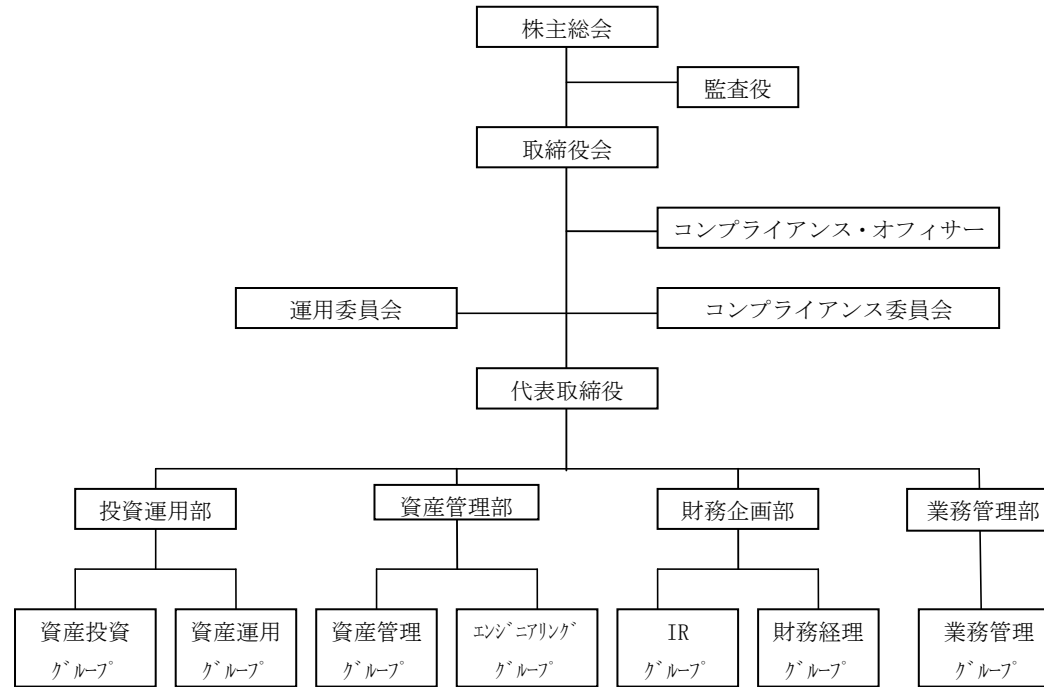 株主総会
監査役
取締役会
コンプライアンス・オフィサー
運用委員会
コンプライアンス委員会
代表取締役
投資運用部
資産管理部
財務企画部
業務管理部
資産投資
ｸﾞﾙｰﾌﾟ
資産運用
ｸﾞﾙｰﾌﾟ
資産管理
ｸﾞﾙｰﾌﾟ
ｴﾝｼﾞﾆｱﾘﾝｸﾞ
ｸﾞﾙｰﾌﾟ
IR
ｸﾞﾙｰﾌﾟ
財務経理
ｸﾞﾙｰﾌﾟ
業務管理
ｸﾞﾙｰﾌﾟ